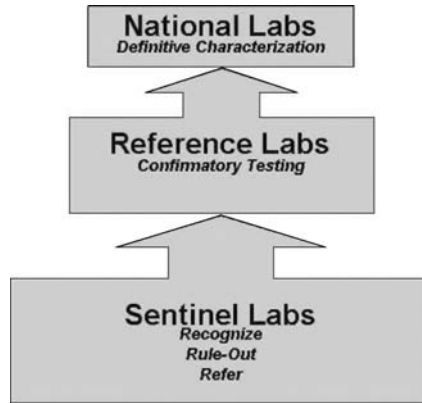 National Labs
Definitive Characterization
Reference Labs
Confirmatory Testing
Sentinel Labs
Recognize
Rule-Out
Refer